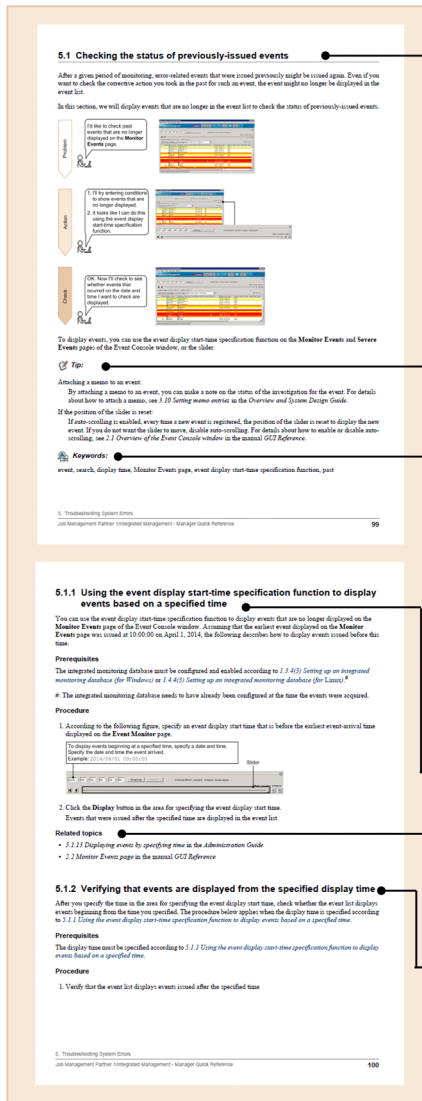 5.1 Checking the status of previously-issued events
After a given period of monitoring, error-related events that were issued previously might be issued again. Even if you
want to check the corrective action you took in the past for such an event, the event might no longer be displayed in the
event list.
In this section, we will display events that are no longer in the event list to check the status of previously-issued events.
Problem
I'd like to check past
events that are no longer
displayed on the Monitor
Events page.
Action
1. I'll try entering conditions
to show events that are
no longer displayed.
2. It looks like I can do this
using the event display
start-time specification
function.
Check
OK. Now I'll check to see
whether events that
ocurred on the date and
time I want to check are
displayed.
To display events, you can use the event display start-time specification function on the Monitor Events and Severe
Events pages of the Event Console window, or the slider.
Tip:
Attaching a memo to an event:
By attaching a memo to an event, you can make a note on the status of the investigation for the event. For details
about how to attach a memo, see 5.10 Setting memo entries in the Overview and System Design Guide.
If the position of the slider is reset:
If auto-scrolling is enabled, every time a new event is registered, the position of the slider is reset to display the new
event. If you do not want the slider to move, disable auto-scrolling. For details about how to enable or disable auto-
scrolling, see 2.1 Overview of the Event Console window in the manual GUI Reference.
Keywords:
event, search, display time, Monitor Events page, event display start-time specification function, past
5. Troubleshooting System Errors
Job Management Partner 1/Integrated Management - Manager Quick Reference 99
5.1.1 Using the event display start-time specification function to display
events based on a specified time
You can use the event display start-time specification function to display events that are no longer displayed on the
Monitor Events page of the Event Console window. Assuming that the earliest event displayed on the Monitor
Events page was issued at 10:00:00 on April 1, 2014, the following describes how to display events issued before this
time.
Prerequisites
The integrated monitoring database must be configured and enabled according to 1.3.4(3) Setting up an integrated
monitoring database (for Windows) or 1.4.4(3) Setting up an integrated monitoring database (for Linux).#
#: The integrated monitoring database needs to have already been configured at the time the events were acquired.
Procedure
1. According to the following figure, specify an event display start time that is before the earliest event-arrival time
displayed on the Event Monitor page.
To display events beginning at a specified time, specify a date and time.
Specify the date and time the event arrived.
Example: 2014/04/01 09:00:00
Slider
2. Click the Display button in the area for specifying the event display start time.
Events that were issued after the specified time are displayed in the event list.
Related topics
• 5.1.13 Displaying events by specifying time in the Administration Guide
• 2.2 Monitor Events page in the manual GUI Reference
5.1.2 Verifying that events are displayed from the specified display time
After you specify the time in the area for specifying the event display start time, check whether the event list displays
events beginning from the time you specified. The procedure below applies when the display time is specified according
to 5.1.1 Using the event display start-time specification function to display events based on a specified time.
Prerequisites
The display time must be specified according to 5.1.1 Using the event display start-time specification function to display
events based on a specified time.
Procedure
1. Verify that the event list displays events issued after the specified time
5. Troubleshooting System Errors
Job Management Partner 1/Integrated Management - Manager Quick Reference 100